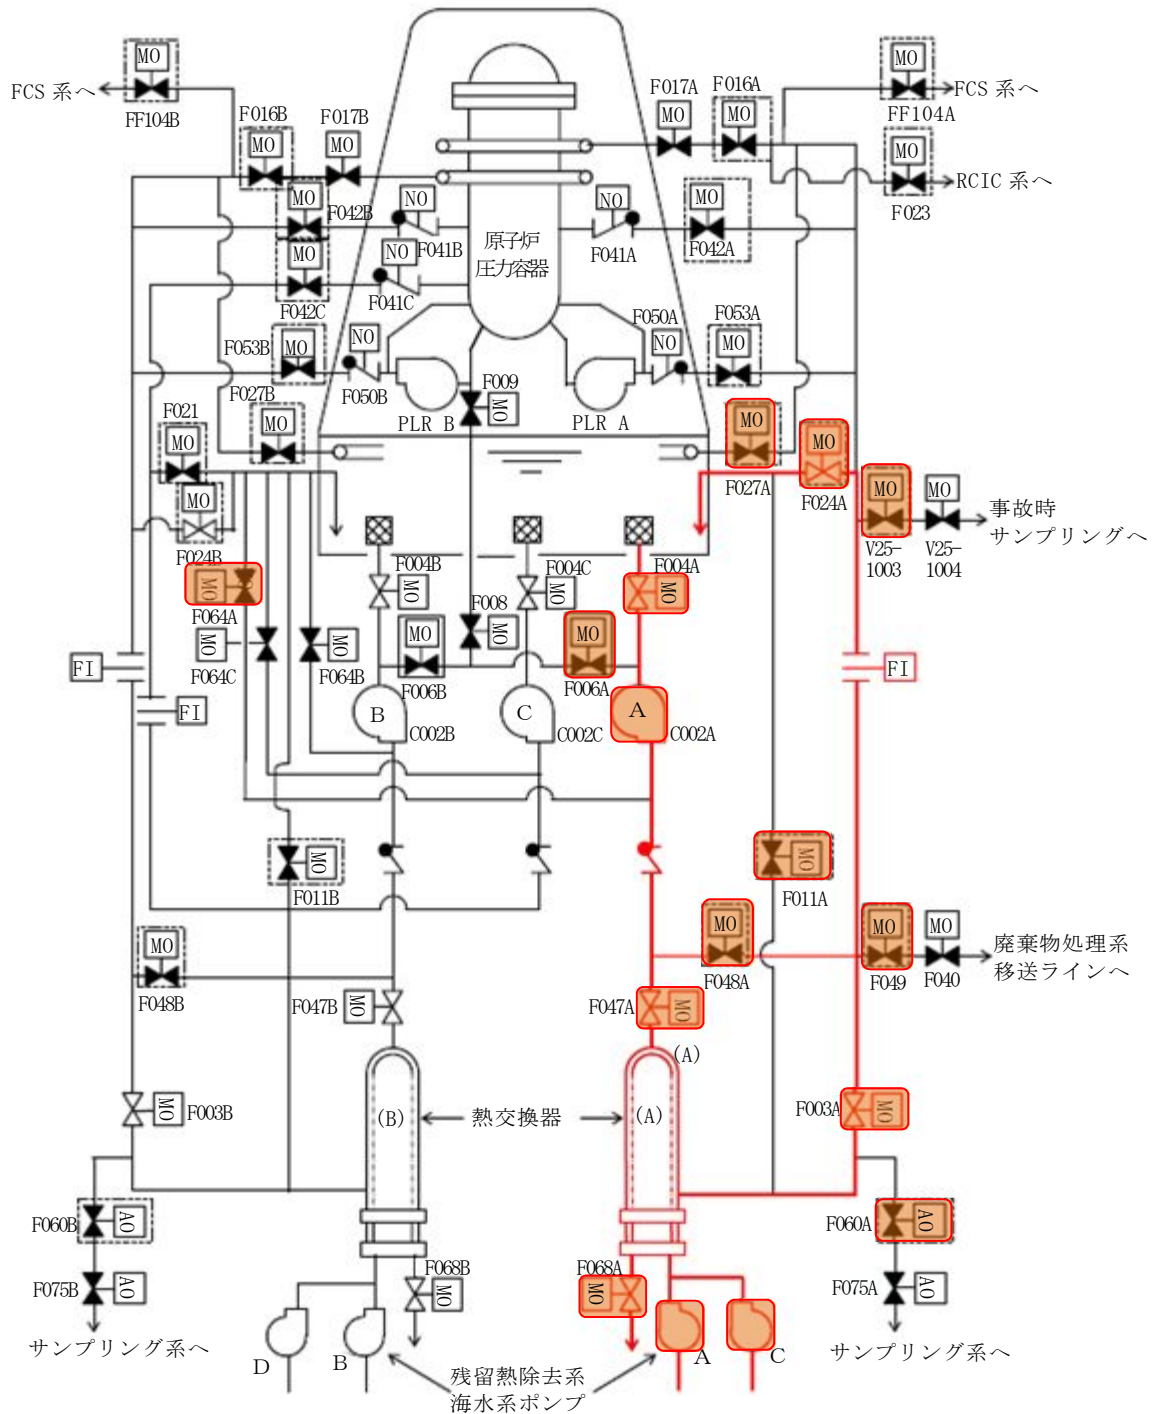 MO
MO
FCS 系へ
FCS 系へ
FF104B
FF104A
F016B
F017B
F017A
F016A
MO
MO
MO
MO
MO
RCIC 系へ
F023
MO
F042B
NO
F041B
NO
F041A
MO
F042A
原子炉
圧力容器
MO
F042C
NO
F041C
F053B
MO
NO
F050B
F050A
NO
F053A
MO
PLR B
PLR A
F009
MO
F027B
MO
F021
MO
MO
F024B
MO
F027A
MO
F024A
MO
V25-
1003
MO
V25-
1004
事故時
サンプリングへ
MO
F064A
MO
F064C
MO
F064B
F004B
MO
F004C
MO
F004A
MO
F008
MO
MO
F006B
MO
F006A
FI
FI
FI
B
C002B
C
C002C
A
C002A
MO
F011B
MO
F011A
MO
F048B
MO
F048A
MO
F049
MO
F040
廃棄物処理系
移送ラインへ
F047B
MO
F047A
MO
(A)
(B)
熱交換器
(A)
MO
F003B
F003A
MO
F060B
AO
F060A
AO
F075B
AO
F075A
AO
F068B
MO
F068A
MO
サンプリング系へ
サンプリング系へ
D
B
A
C
残留熱除去系
海水系ポンプ